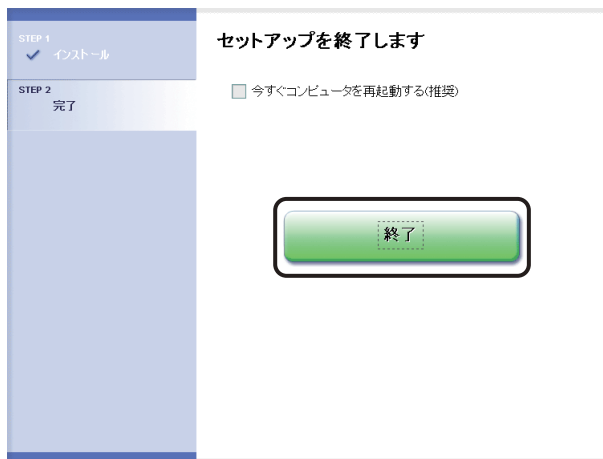 STEP 1
インストール
STEP 2
完了
セットアップを終了します
今すぐコンピュータを再起動する(推奨)
終了